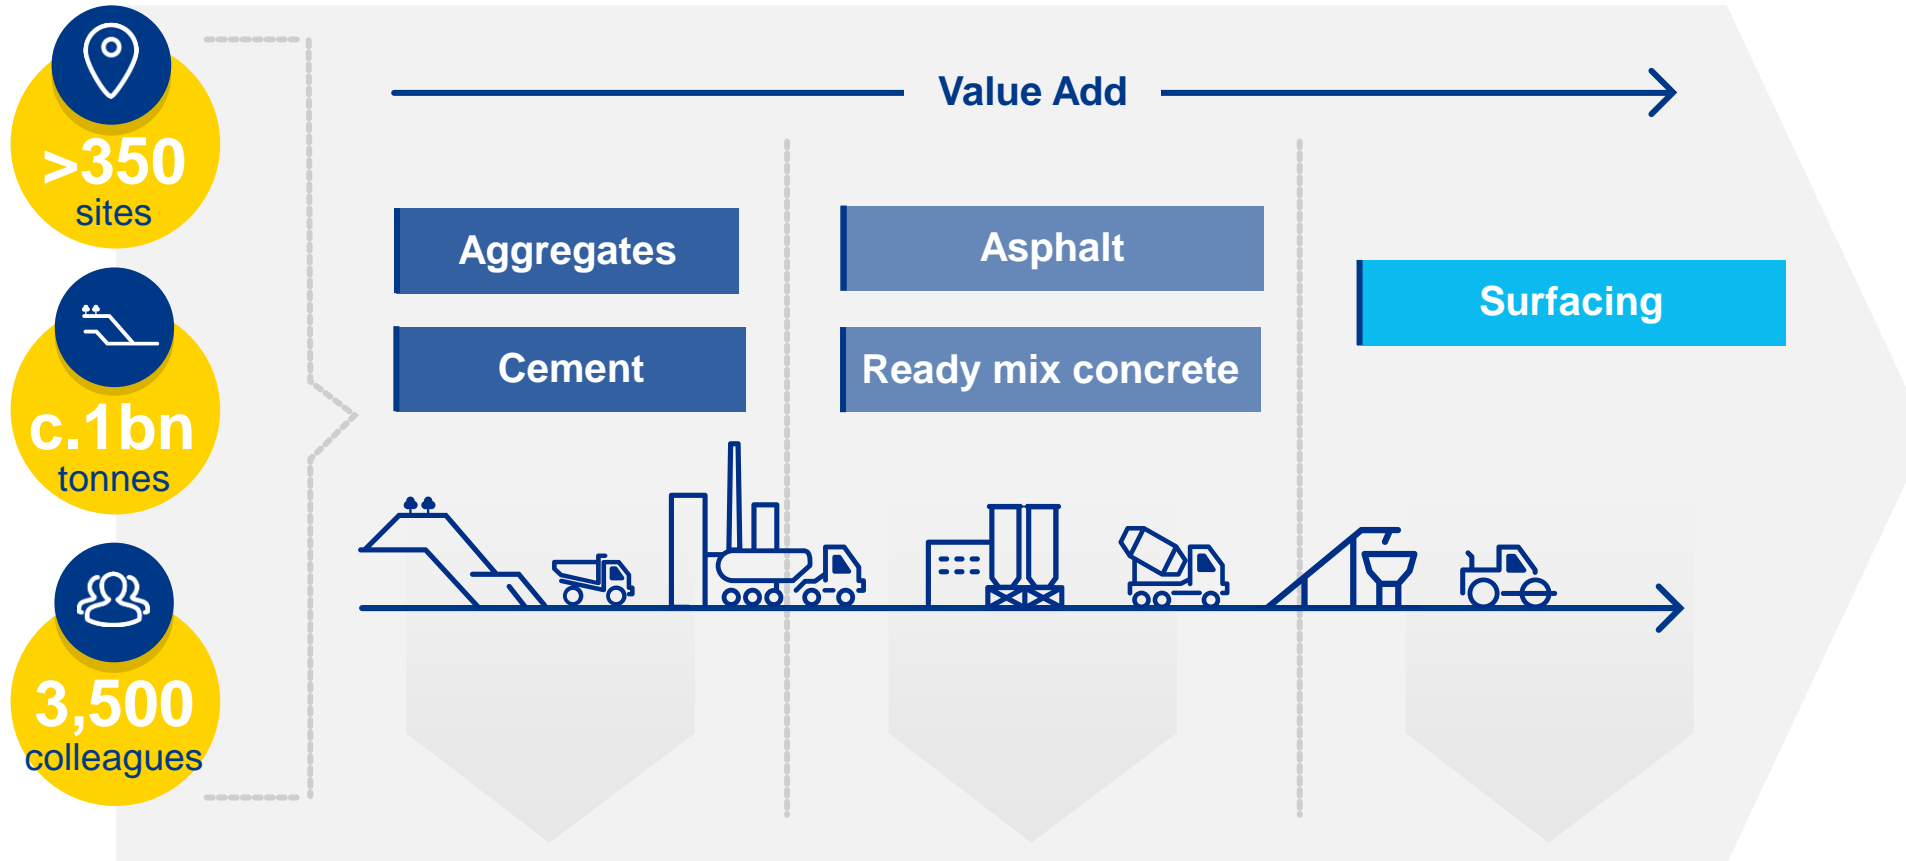 >350
sites
c.1bn
tonnes
3,500
colleagues
Value Add
Aggregates
Cement
Asphalt
Ready mix concrete
Surfacing